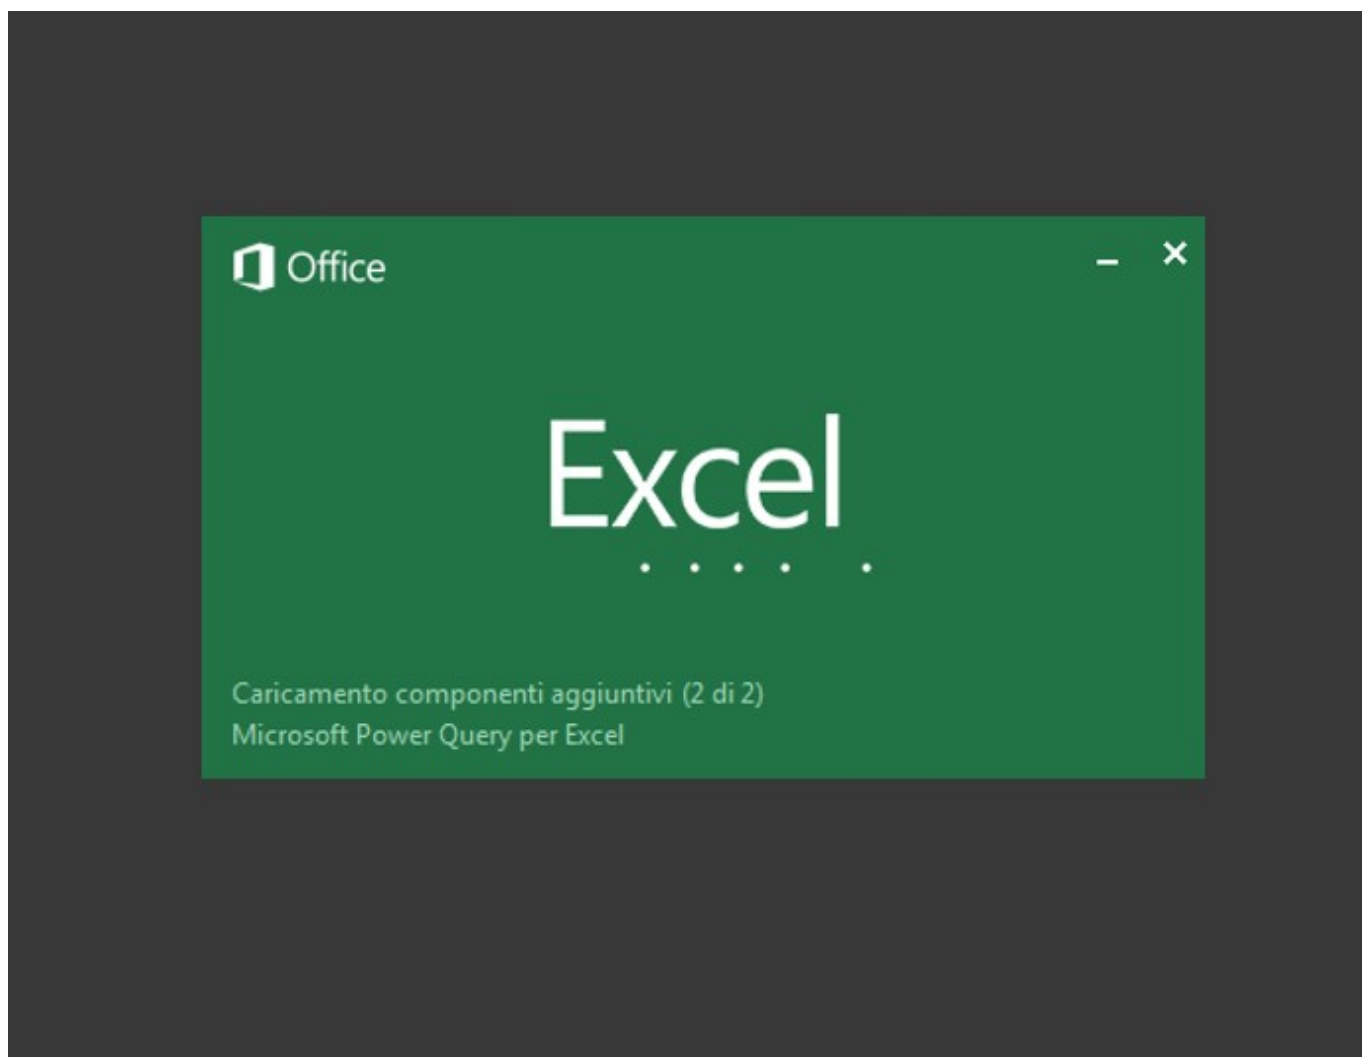 Office
Excel
Caricamento componenti aggiuntivi (2 di 2)
Microsoft Power Query per Excel